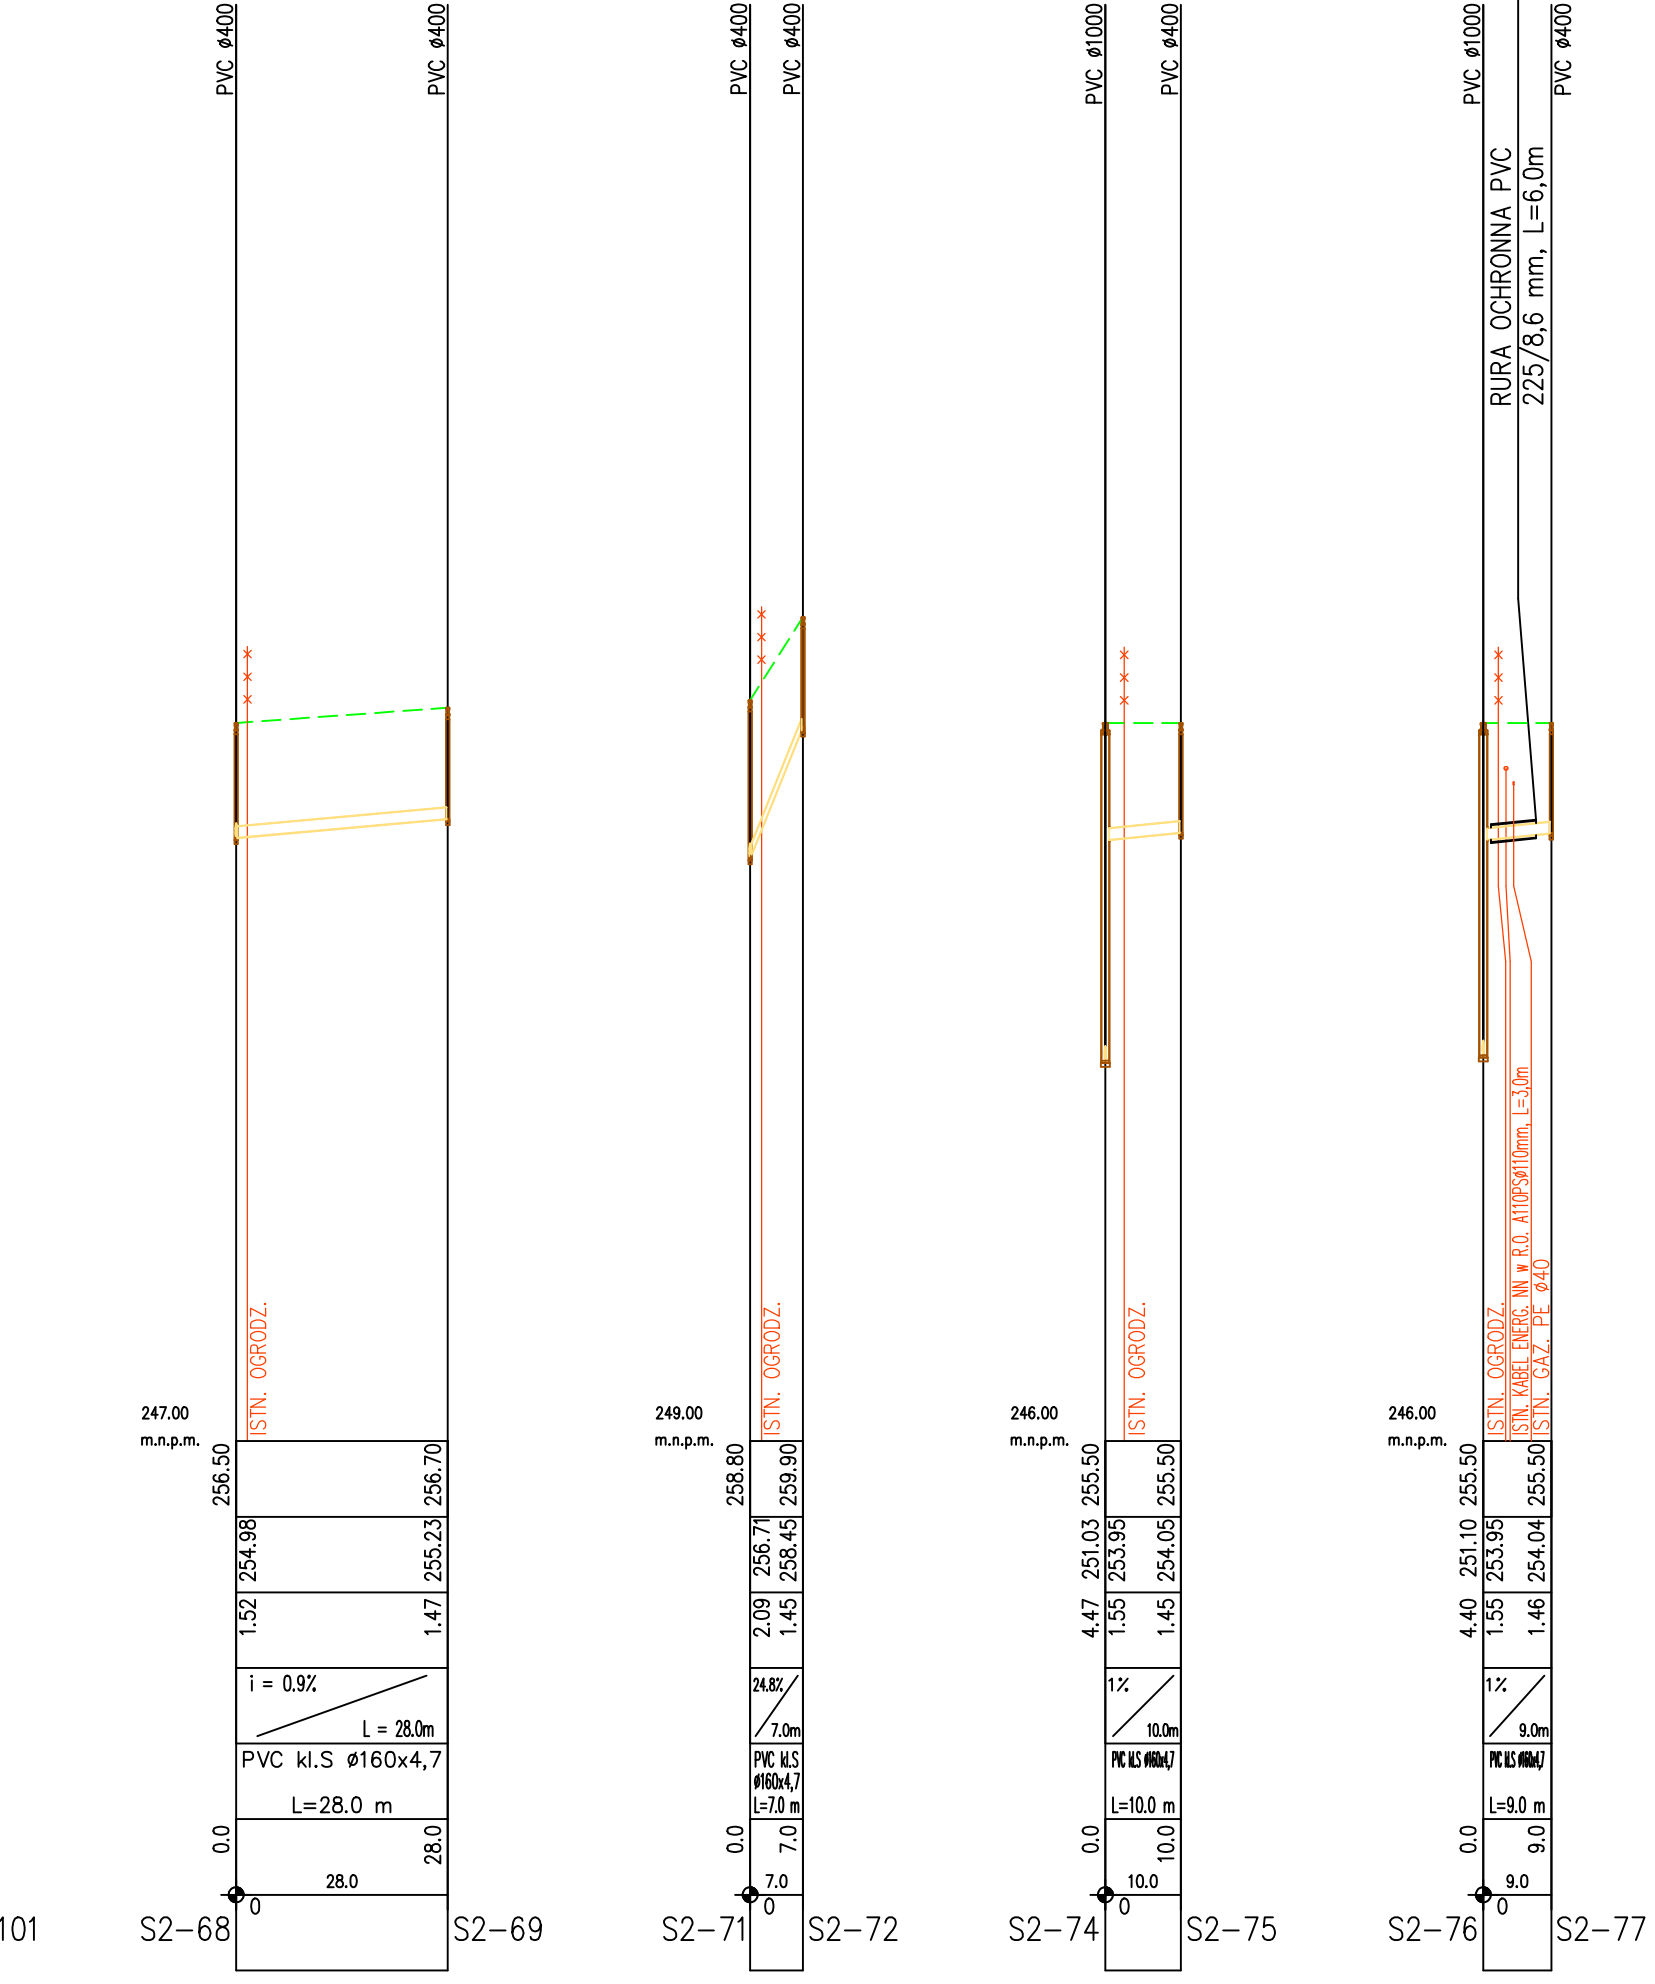 PVC ø400
PVC ø400
ISTN. OGRODZ.
247.00
m.n.p.m.
256.50
256.70
254.98
255.23
1.52
1.47
i = 0.9%
L = 28.0m
PVC kl.S ø160x4,7
L=28.0 m
0.0
28.0
28.0
0
101
S2-68
S2-69
PVC ø400
PVC ø400
ISTN. OGRODZ.
249.00
m.n.p.m.
258.80
259.90
256.71
258.45
2.09
1.45
24.8%
7.0m
PVC kl.S
ø160x4,7
L=7.0 m
0.0
7.0
7.0
0
S2-71
S2-72
PVC ø1000
PVC ø400
ISTN. OGRODZ.
246.00
m.n.p.m.
255.50
255.50
251.03
253.95
254.05
4.47
1.55
1.45
1%
10.0m
PVC kl.S ø160x4,7
L=10.0 m
0.0
10.0
10.0
0
S2-74
S2-75
PVC ø1000
PVC ø400
RURA OCHRONNA PVC
225/8,6 mm, L=6,0m
ISTN. OGRODZ.
ISTN. KABEL ENERG. NN w R.O. A110PSø110mm, L=3,0m
ISTN. GAZ. PE ø40
246.00
m.n.p.m.
255.50
255.50
251.10
253.95
254.04
4.40
1.55
1.46
1%
9.0m
PVC kl.S ø160x4,7
L=9.0 m
0.0
9.0
9.0
0
S2-76
S2-77